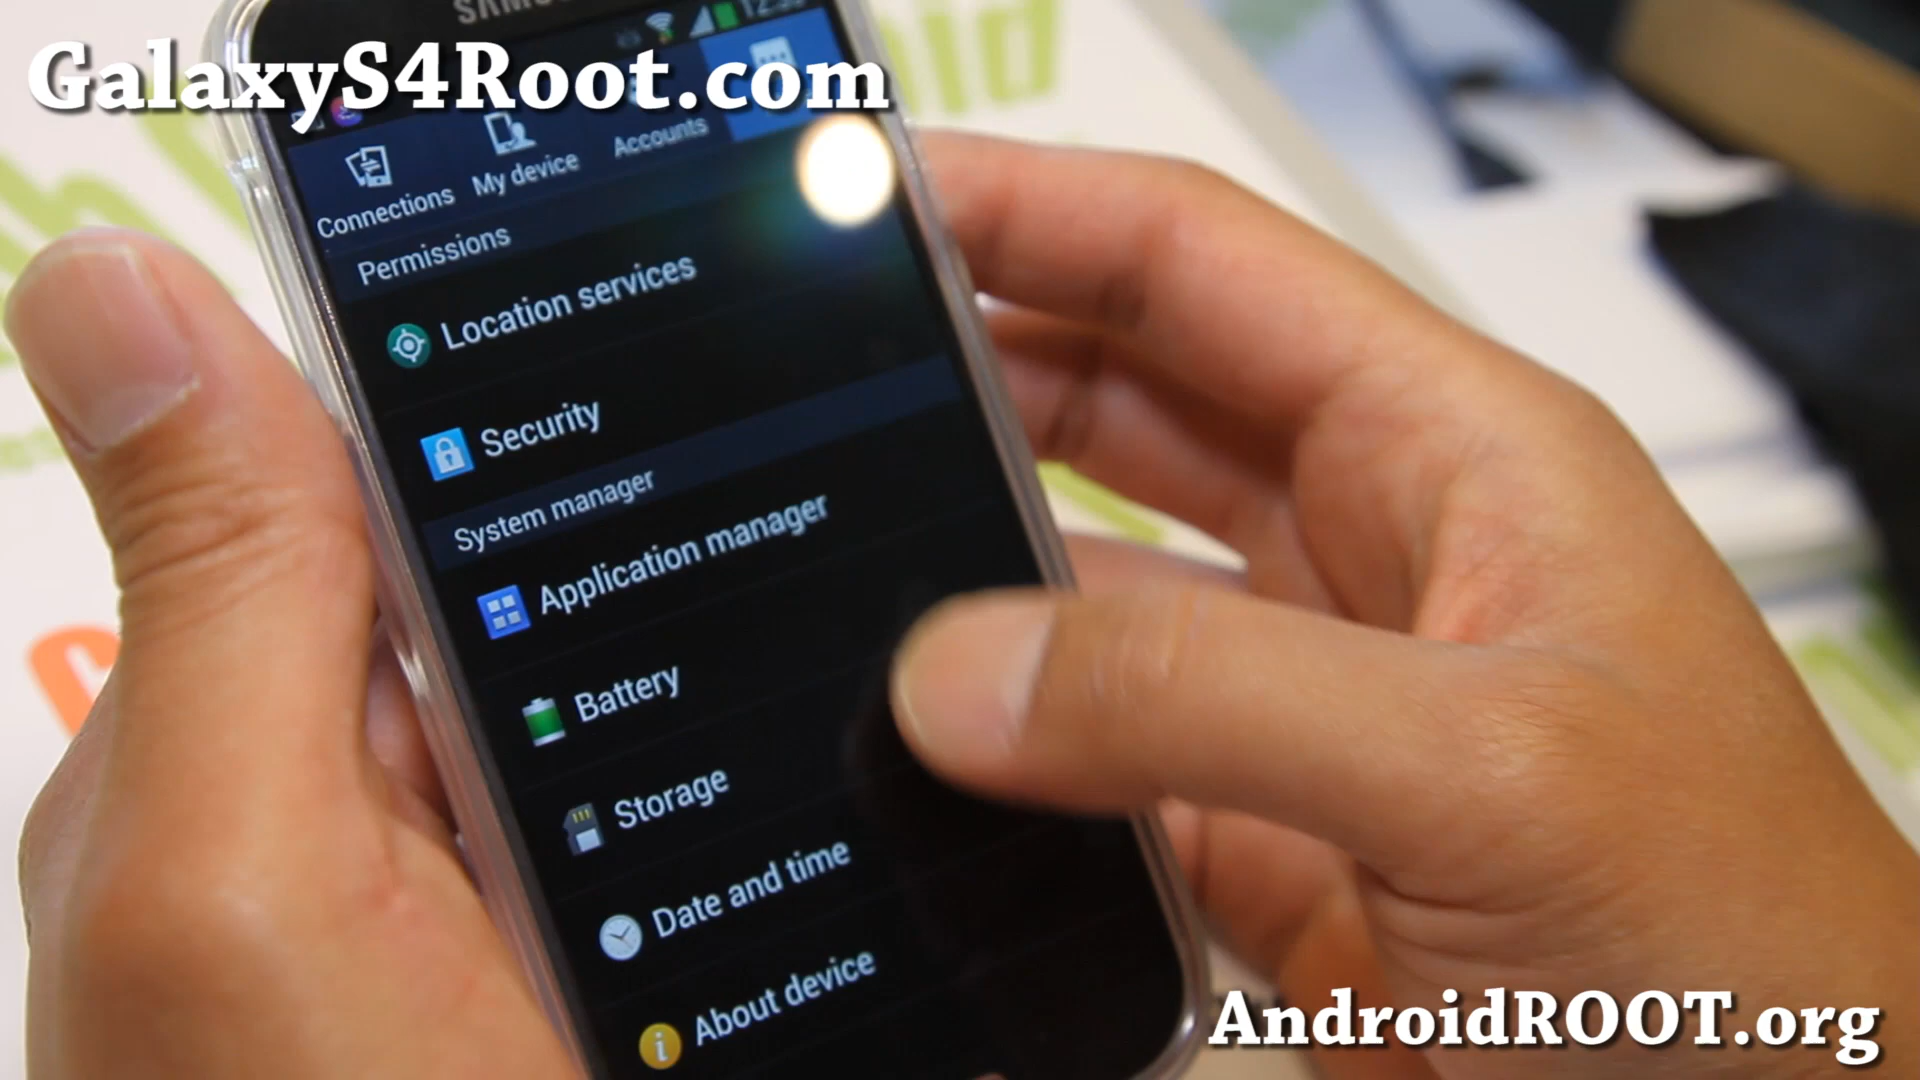 GalaxyS4Root.com
Connections
My device
Accounts
Permissions
Location services
Security
System manager
Application manager
Battery
Storage
Date and time
About device
AndroidROOT.org